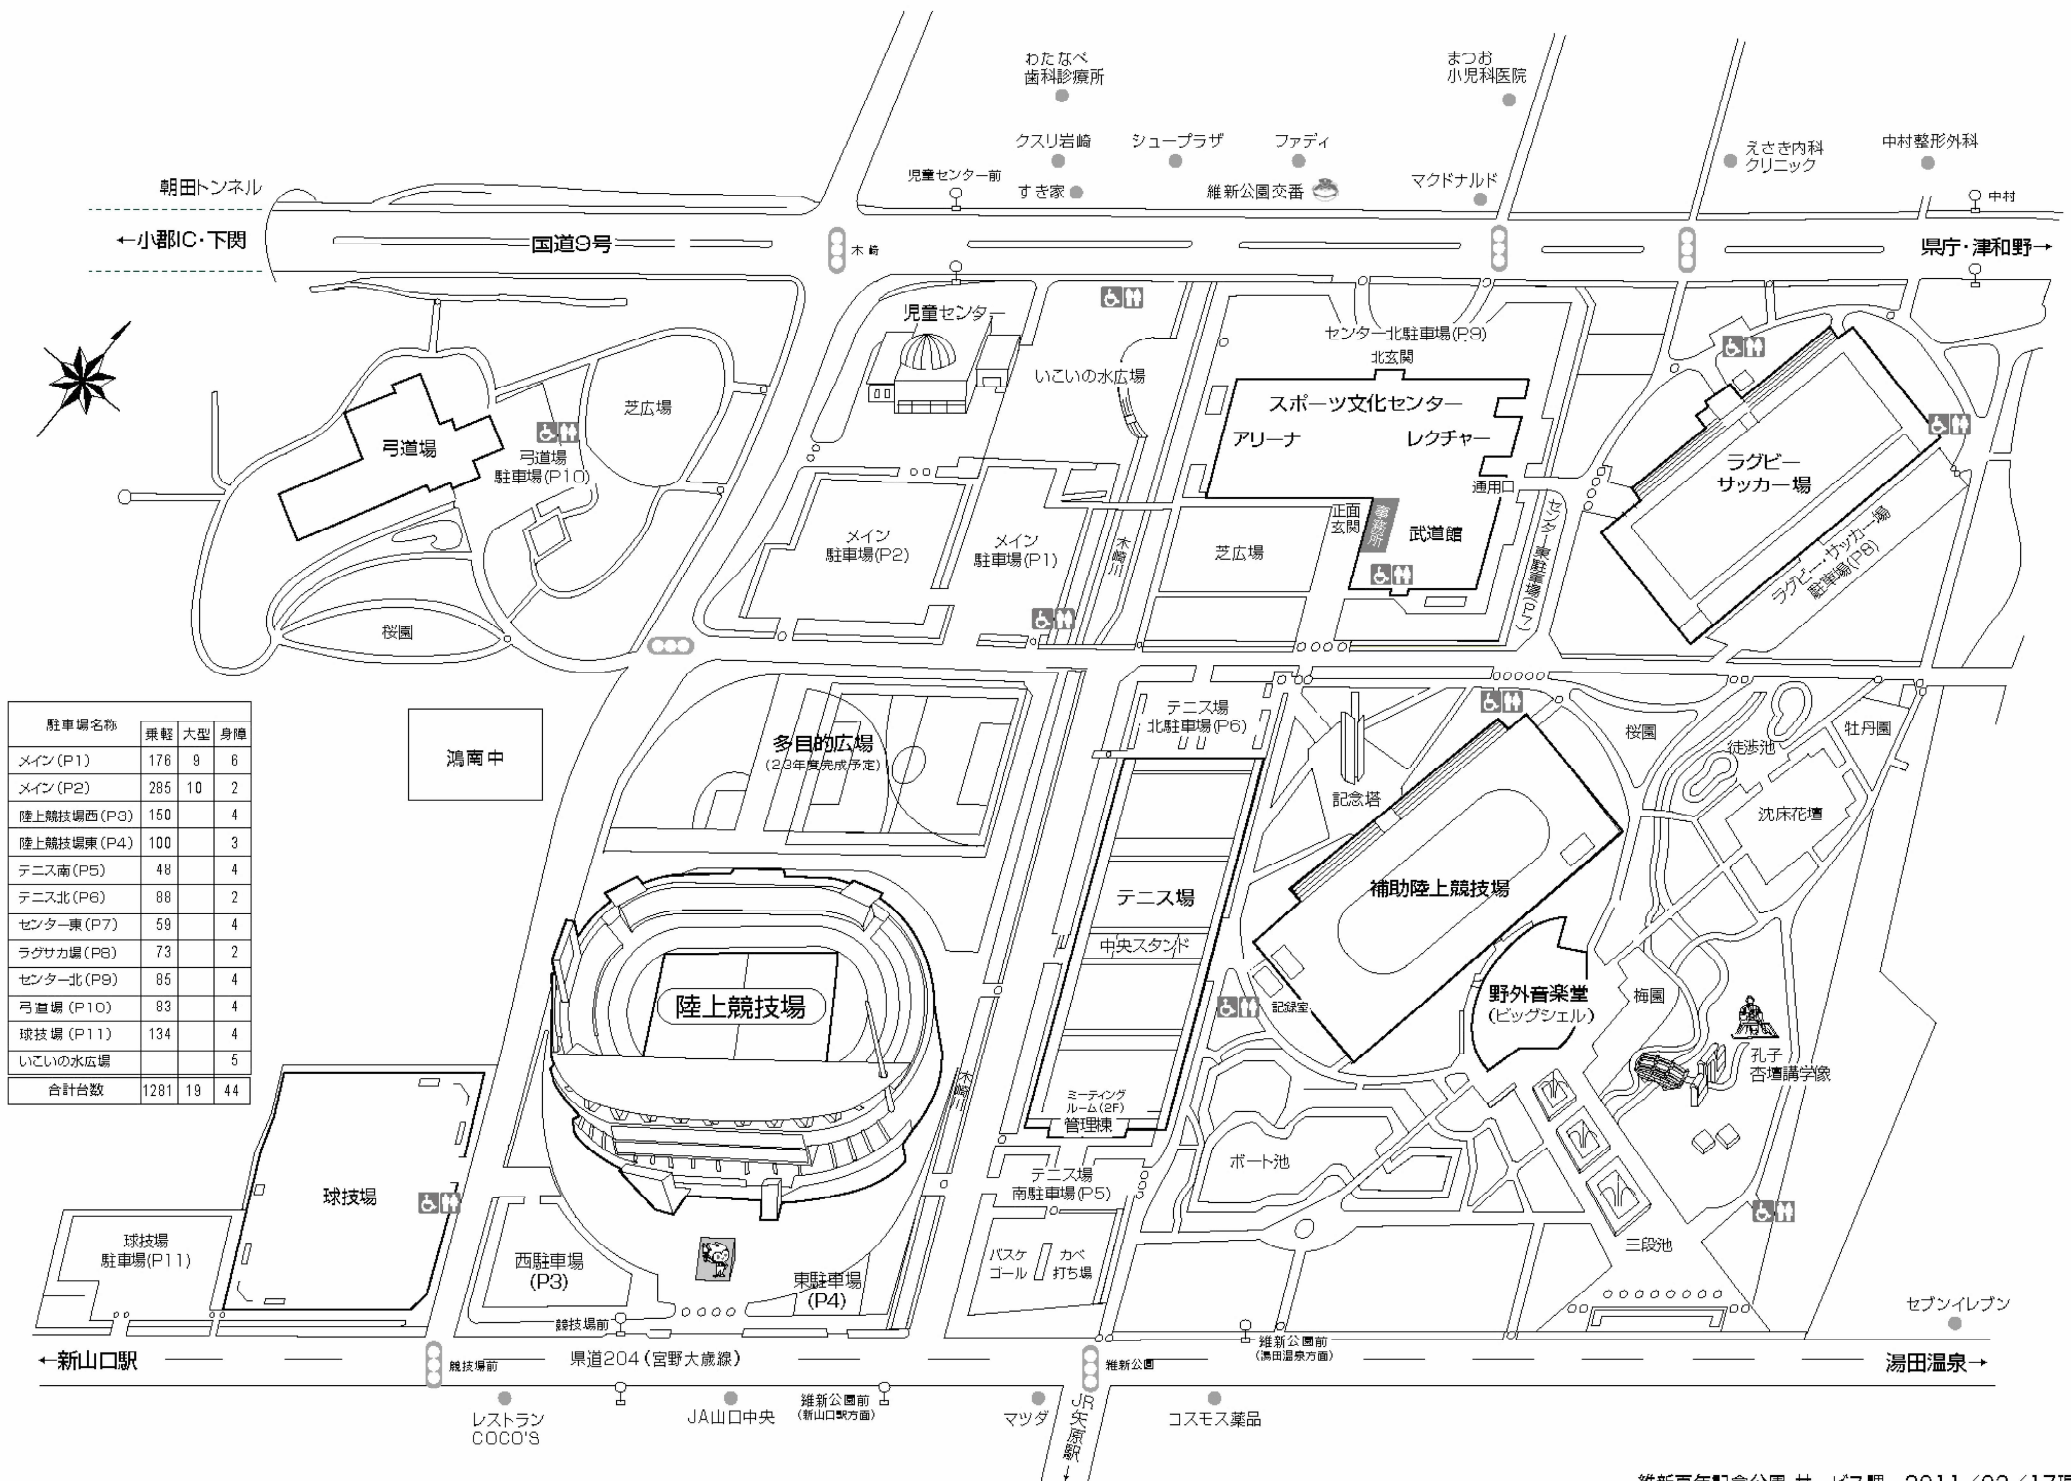 わたなべ
歯科診療所
まつお
小児科医院
クスリ岩崎
シュープラザ
ファディ
えさき内科
クリニック
中村整形外科
児童センター前
すき家
維新公園交番
マクドナルド
中村
朝田トンネル
←小郡IC・下関
国道9号
木崎
県庁・津和野→
児童センター
いこいの水広場
センター北駐車場(P.9)
北玄関
スポーツ文化センター
アリーナ
レクチャー
通用口
正面
玄関
事務所
武道館
センター東駐車場(P.7)
芝広場
ラグビー
サッカー場
ラグビー・サッカー場
駐車場(P8)
弓道場
弓道場
駐車場(P10)
芝広場
桜園
メイン
駐車場(P2)
メイン
駐車場(P1)
木崎川
鴻南中
多目的広場
(23年度完成予定)
テニス場
北駐車場(P6)
記念塔
桜園
徒渉池
牡丹園
沈床花壇
テニス場
中央スタンド
補助陸上競技場
記録室
野外音楽堂
(ビッグシェル)
梅園
孔子
杏壇講学像
陸上競技場
木崎川
ミーティング
ルーム(2F)
管理棟
テニス場
南駐車場(P5)
ボート池
三段池
バスケ
ゴール
カベ
打ち場
球技場
球技場
駐車場(P11)
西駐車場
(P3)
東駐車場
(P4)
競技場前
維新公園前
(湯田温泉方面)
セブンイレブン
←新山口駅
競技場前
県道204(宮野大歳線)
維新公園
湯田温泉→
レストラン
COCO'S
JA山口中央
維新公園前
(新山口駅方面)
マツダ
JR矢原駅→
コスモス薬品
駐車場名称 乗軽 大型 身障
メイン(P1) 176 9 6
メイン(P2) 285 10 2
陸上競技場西(P3) 150 4
陸上競技場東(P4) 100 3
テニス南(P5) 48 4
テニス北(P6) 88 2
センター東(P7) 59 4
ラグサカ場(P8) 73 2
センター北(P9) 85 4
弓道場(P10) 83 4
球技場(P11) 134 4
いこいの水広場 5
合計台数 1281 19 44